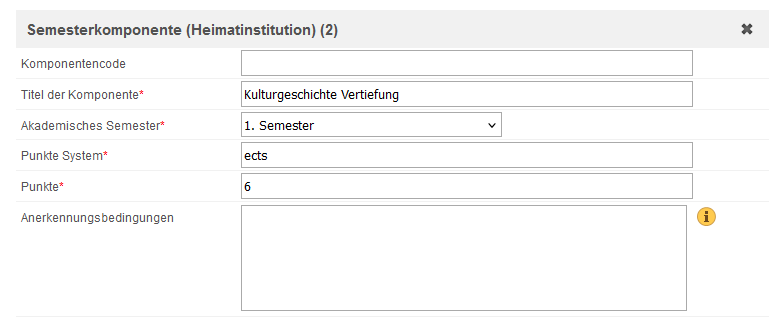 Semesterkomponente (Heimatinstitution) (2)
Komponentencode
Titel der Komponente* Kulturgeschichte Vertiefung
Akademisches Semester* 1. Semester
Punkte System* ects
Punkte* 6
Anerkennungsbedingungen